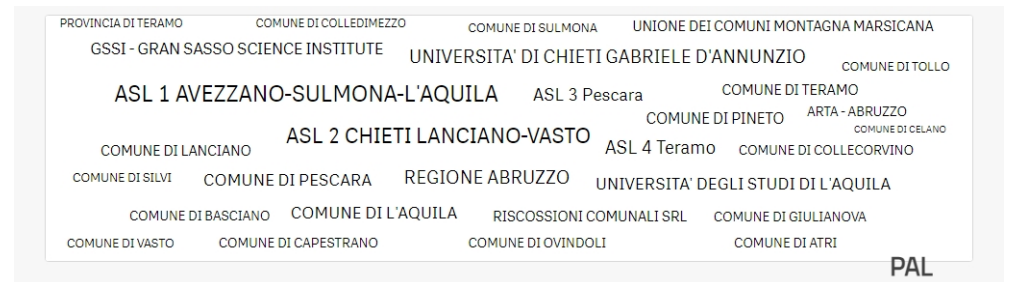 PROVINCIA DI TERAMO COMUNE DI COLLEDIMEZZO COMUNE DI SULMONA UNIONE DEI COMUNI MONTAGNA MARSICANA
GSSI - GRAN SASSO SCIENCE INSTITUTE UNIVERSITA' DI CHIETI GABRIELE D'ANNUNZIO COMUNE DI TOLLO
ASL 1 AVEZZANO-SULMONA-L'AQUILA ASL 3 Pescara COMUNE DI TERAMO
COMUNE DI PINETO ARTA - ABRUZZO
COMUNE DI CELANO
ASL 2 CHIETI LANCIANO-VASTO
COMUNE DI LANCIANO ASL 4 Teramo COMUNE DI COLLECORVINO
COMUNE DI SILVI COMUNE DI PESCARA REGIONE ABRUZZO UNIVERSITA' DEGLI STUDI DI L'AQUILA
COMUNE DI BASCIANO COMUNE DI L'AQUILA RISCOSSIONI COMUNALI SRL COMUNE DI GIULIANOVA
COMUNE DI VASTO COMUNE DI CAPESTRANO COMUNE DI OVINDOLI COMUNE DI ATRI
PAL